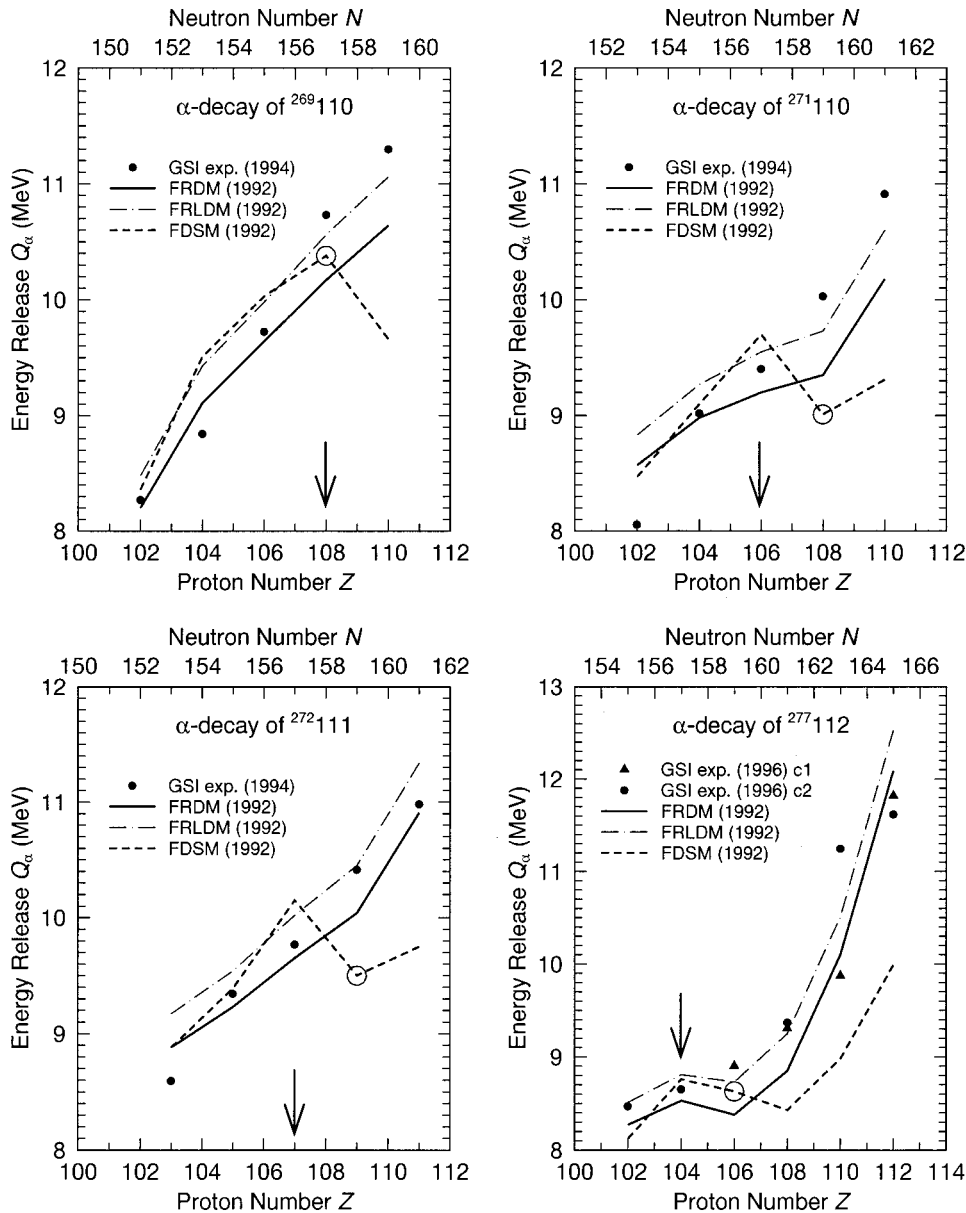 Neutron Number N
150 152 154 156 158 160
12
11
10
9
8
Energy Release Qα (MeV)
α-decay of ²⁶⁹110
GSI exp. (1994)
FRDM (1992)
FRLDM (1992)
FDSM (1992)
100 102 104 106 108 110 112
Proton Number Z
Neutron Number N
152 154 156 158 160 162
12
11
10
9
8
Energy Release Qα (MeV)
α-decay of ²⁷¹110
GSI exp. (1994)
FRDM (1992)
FRLDM (1992)
FDSM (1992)
100 102 104 106 108 110 112
Proton Number Z
Neutron Number N
150 152 154 156 158 160 162
12
11
10
9
8
Energy Release Qα (MeV)
α-decay of ²⁷²111
GSI exp. (1994)
FRDM (1992)
FRLDM (1992)
FDSM (1992)
100 102 104 106 108 110 112
Proton Number Z
Neutron Number N
154 156 158 160 162 164 166
13
12
11
10
9
8
Energy Release Qα (MeV)
α-decay of ²⁷⁷112
GSI exp. (1996) c1
GSI exp. (1996) c2
FRDM (1992)
FRLDM (1992)
FDSM (1992)
100 102 104 106 108 110 112 114
Proton Number Z